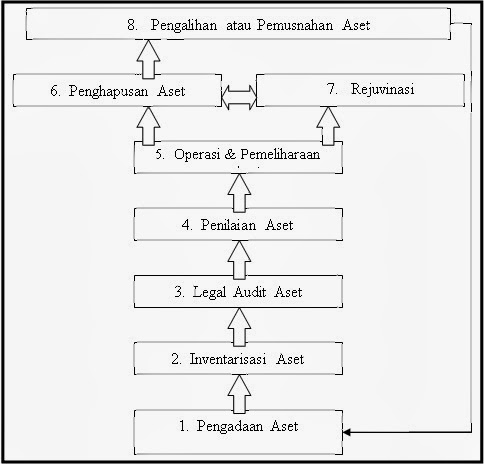 8. Pengalihan atau Pemusnahan Aset
6. Penghapusan Aset
7. Rejuvinasi
5. Operasi & Pemeliharaan
4. Penilaian Aset
3. Legal Audit Aset
2. Inventarisasi Aset
1. Pengadaan Aset